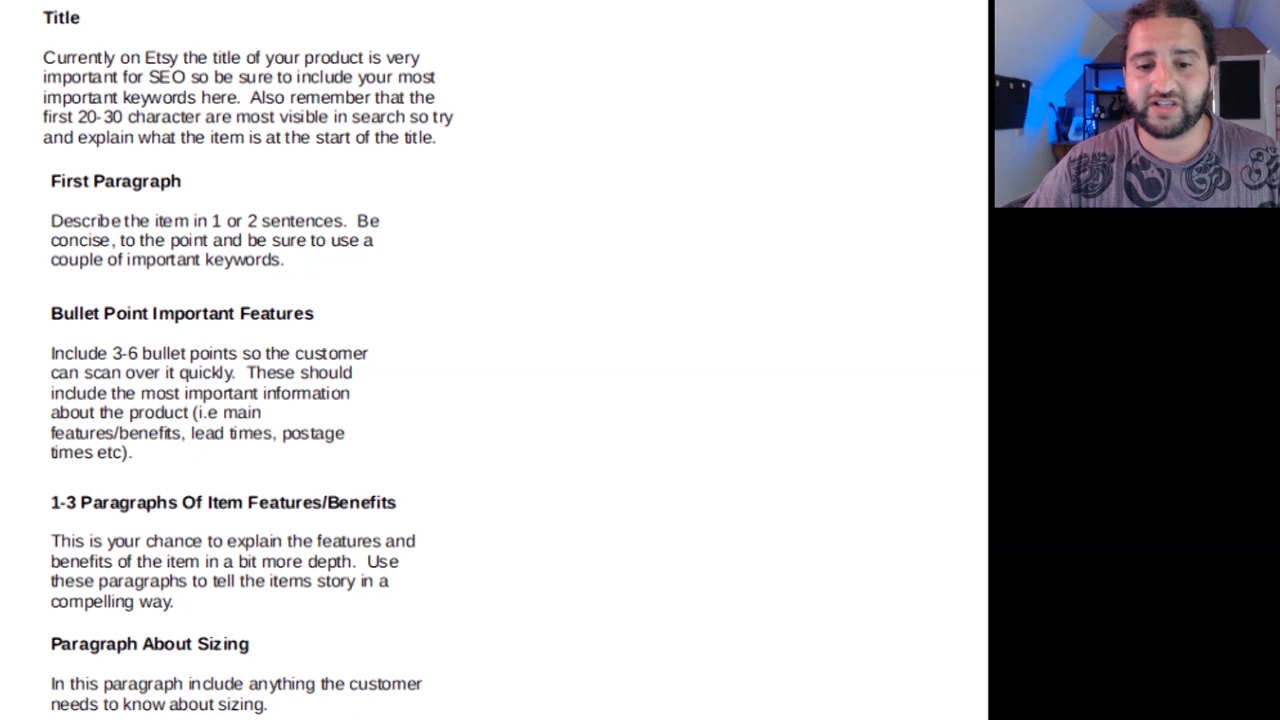 Title
Currently on Etsy the title of your product is very
important for SEO so be sure to include your most
important keywords here.  Also remember that the
first 20-30 character are most visible in search so try
and explain what the item is at the start of the title.
First Paragraph
Describe the item in 1 or 2 sentences.  Be
concise, to the point and be sure to use a
couple of important keywords.
Bullet Point Important Features
Include 3-6 bullet points so the customer
can scan over it quickly.  These should
include the most important information
about the product (i.e main
features/benefits, lead times, postage
times etc).
1-3 Paragraphs Of Item Features/Benefits
This is your chance to explain the features and
benefits of the item in a bit more depth.  Use
these paragraphs to tell the items story in a
compelling way.
Paragraph About Sizing
In this paragraph include anything the customer
needs to know about sizing.